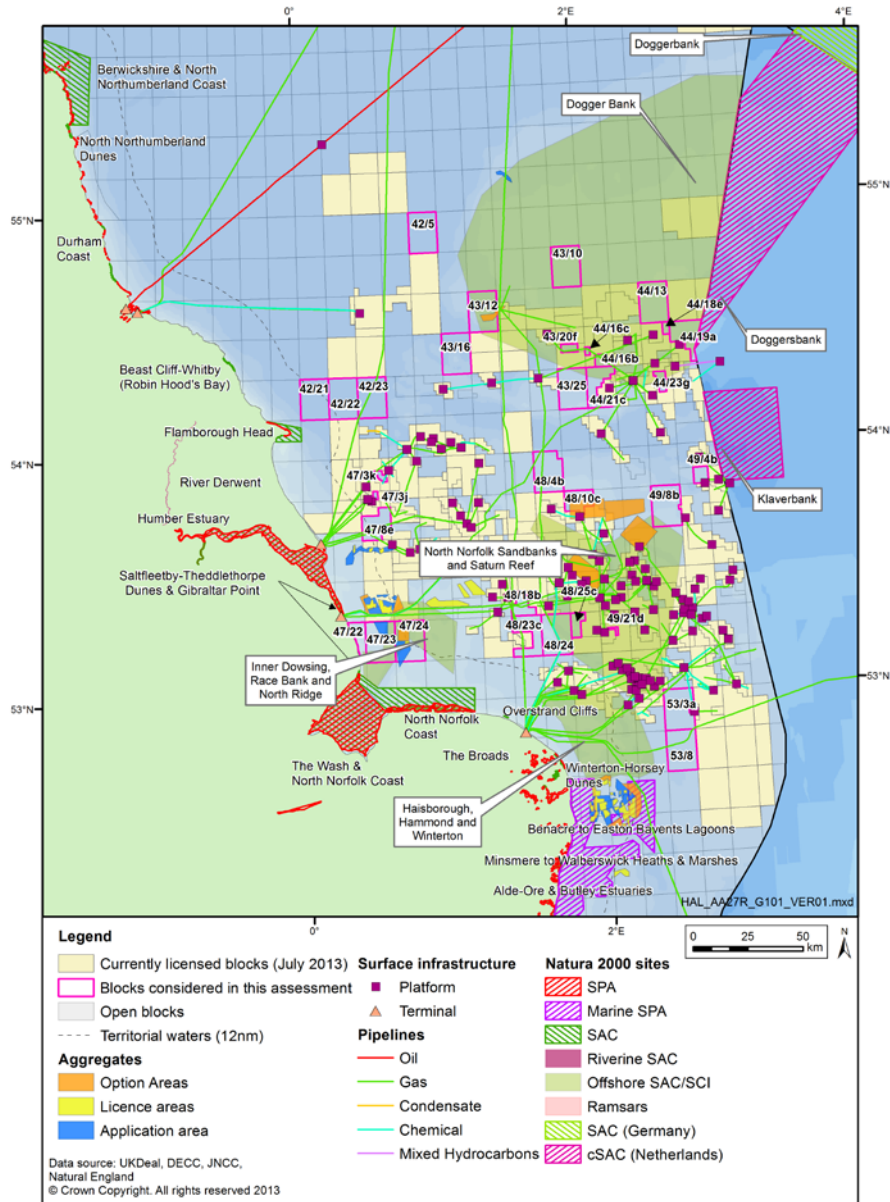 0°
2°E
4°E
Doggerbank
Berwickshire & North
Northumberland Coast
Dogger Bank
North Northumberland
Dunes
55°N
55°N
42/5
Durham
Coast
43/10
44/13
43/12
44/18e
44/16c
43/20f
44/19a
43/16
44/16b
Doggersbank
Beast Cliff-Whitby
(Robin Hood's Bay)
42/21
42/22
42/23
43/25
44/23g
44/21c
54°N
Flamborough Head
54°N
49/4b
River Derwent
47/3k
48/4b
Klaverbank
47/3j
48/10c
49/8b
Humber Estuary
47/8e
North Norfolk Sandbanks
and Saturn Reef
Saltfleetby-Theddlethorpe
Dunes & Gibraltar Point
48/18b
48/25c
47/22
47/23
47/24
48/23c
49/21d
48/24
53°N
Inner Dowsing,
Race Bank and
North Ridge
53°N
North Norfolk
Coast
Overstrand Cliffs
53/3a
The Broads
53/8
The Wash &
North Norfolk Coast
Winterton-Horsey
Dunes
Haisborough,
Hammond and
Winterton
Benacre to Easton Bavents Lagoons
Minsmere to Walberswick Heaths & Marshes
Alde-Ore & Butley Estuaries
HAL_AA27R_G101_VER01.mxd
0°
2°E
0 25 50
km
N
Legend
Currently licensed blocks (July 2013)
Blocks considered in this assessment
Open blocks
Territorial waters (12nm)
Aggregates
Option Areas
Licence areas
Application area
Surface infrastructure
Platform
Terminal
Pipelines
Oil
Gas
Condensate
Chemical
Mixed Hydrocarbons
Natura 2000 sites
SPA
Marine SPA
SAC
Riverine SAC
Offshore SAC/SCI
Ramsars
SAC (Germany)
cSAC (Netherlands)
Data source: UKDeal, DECC, JNCC,
Natural England
© Crown Copyright. All rights reserved 2013